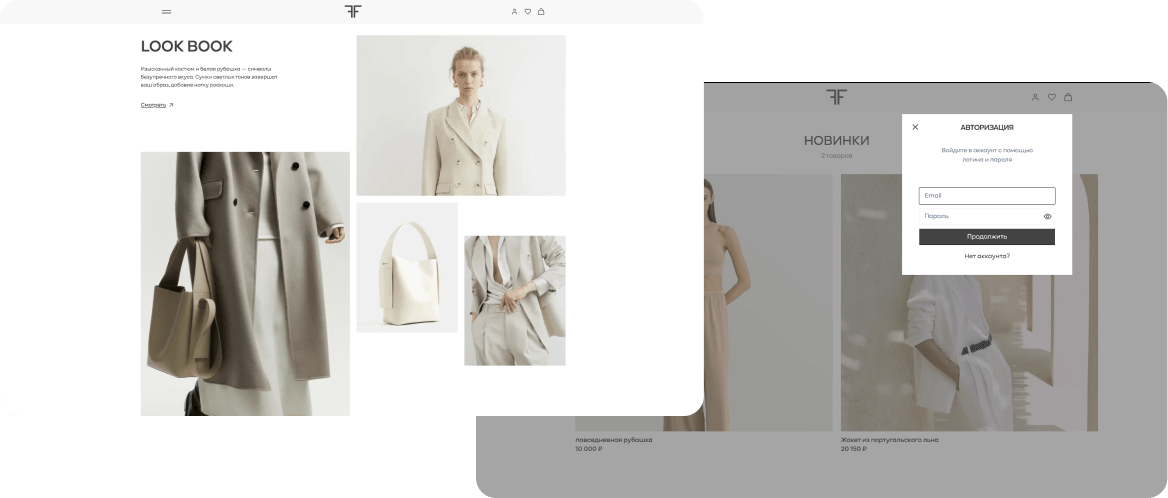 LOOK BOOK
Изысканный костюм и белая рубашка — символы
безупречного вкуса. Сумки светлых тонов завершат
ваш образ, добавив нотку роскоши.
Смотреть
НОВИНКИ
2 товаров
АВТОРИЗАЦИЯ
Войдите в аккаунт с помощью
логина и пароля
Email
Пароль
Продолжить
Нет аккаунта?
повседневная рубашка
10 000 ₽
Жакет из португальского льна
20 150 ₽